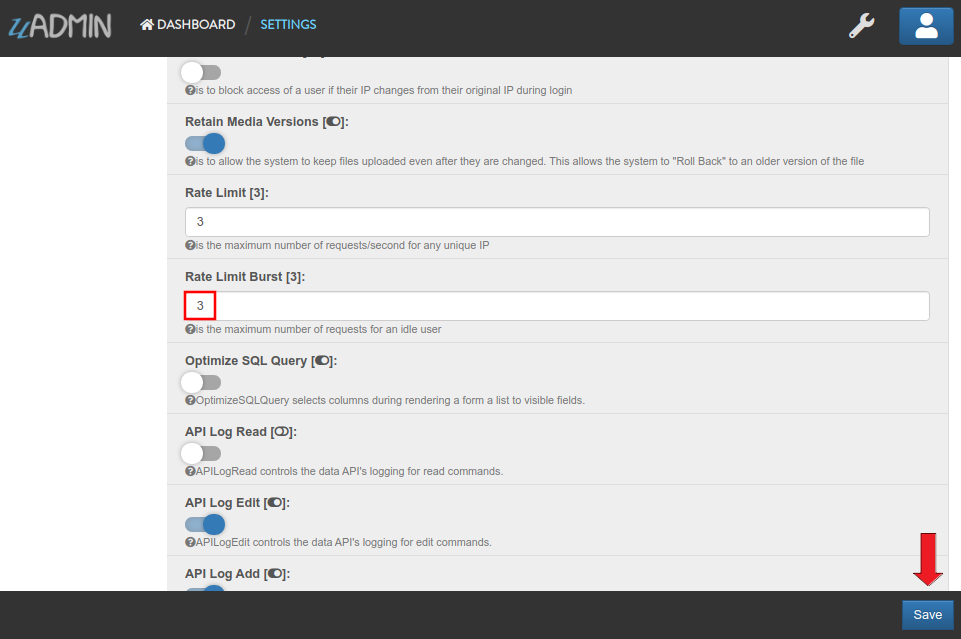 uADMIN
DASHBOARD / SETTINGS
is to block access of a user if their IP changes from their original IP during login
Retain Media Versions []:
is to allow the system to keep files uploaded even after they are changed. This allows the system to "Roll Back" to an older version of the file
Rate Limit [3]:
3
is the maximum number of requests/second for any unique IP
Rate Limit Burst [3]:
3
is the maximum number of requests for an idle user
Optimize SQL Query []:
OptimizeSQLQuery selects columns during rendering a form a list to visible fields.
API Log Read []:
APILogRead controls the data API's logging for read commands.
API Log Edit []:
APILogEdit controls the data API's logging for edit commands.
API Log Add []:
Save